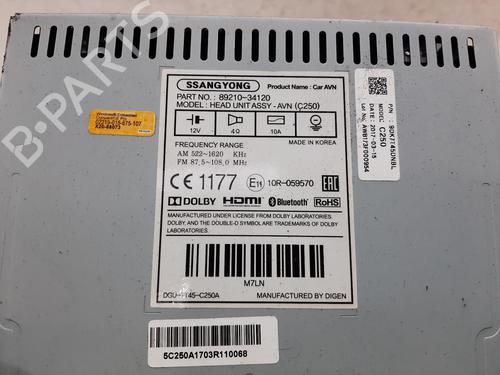 SSANGYONG
Product Name : Car AVN
PART NO. : 89210-34120
MODEL : HEAD UNIT ASSY-AVN (C250)
12V
4Ω
10A
MADE IN KOREA
FREQUENCY RANGE
AM 522~1620 KHz
FM 87.5~108.0 MHz
CE 1177
E11
10R-059570
EAC
DOLBY HDMI Bluetooth RoHS
MANUFACTURED UNDER LICENSE FROM DOLBY LABORATORIES.
DOLBY, AND THE DOUBLE-D SYMBOL ARE TRADEMARKS OF
DOLBY LABORATORIES.
M7LN
MANUFACTURED BY DIGEN
5C250A1703R110068
MODEL : C250
DATE : 2017-03-15
B-PARTS